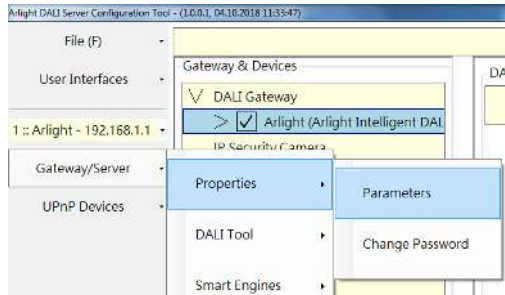 Arlight DALI Server Configuration Tool - (1.0.0.1, 04.10.2018 11:33:47)
File (F)
User Interfaces
1 :: Arlight - 192.168.1.1
Gateway/Server
UPnP Devices
Gateway & Devices
DALI Gateway
Arlight (Arlight Intelligent DAL
IP Security Camera
DA
Properties
DALI Tool
Smart Engines
Parameters
Change Password